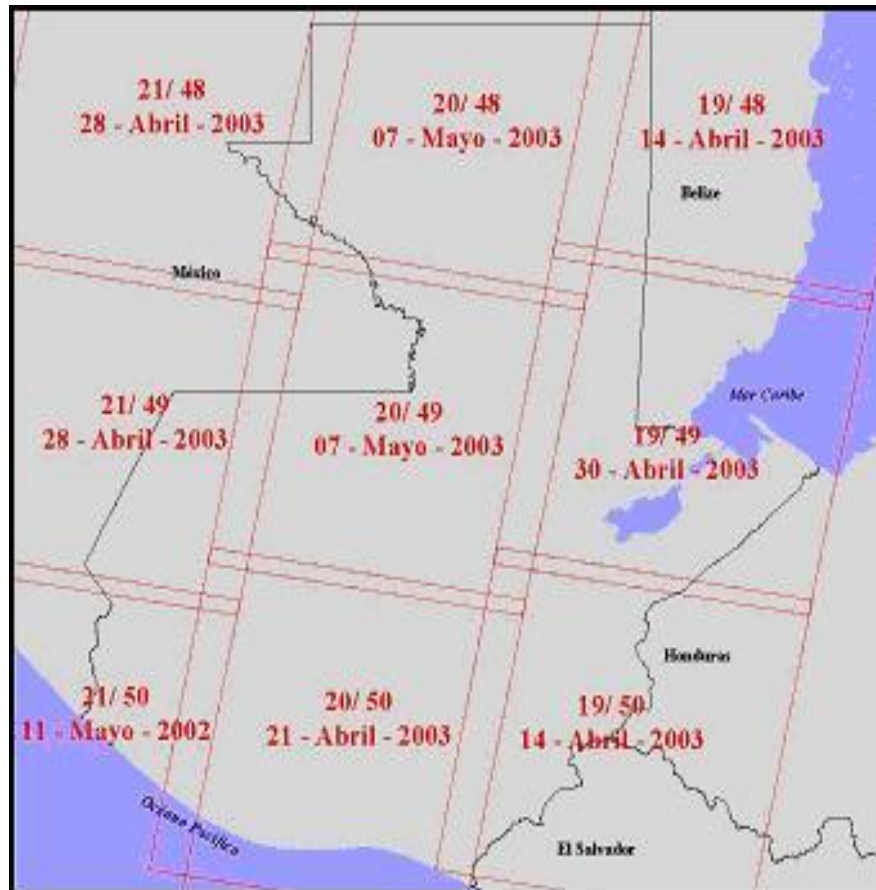 21/ 48
28 - Abril - 2003
20/ 48
07 - Mayo - 2003
19/ 48
14 - Abril - 2003
Belize
México
Mar Caribe
21/ 49
28 - Abril - 2003
20/ 49
07 - Mayo - 2003
19/ 49
30 - Abril - 2003
Honduras
21/ 50
11 - Mayo - 2002
20/ 50
21 - Abril - 2003
19/ 50
14 - Abril - 2003
Océano Pacífico
El Salvador